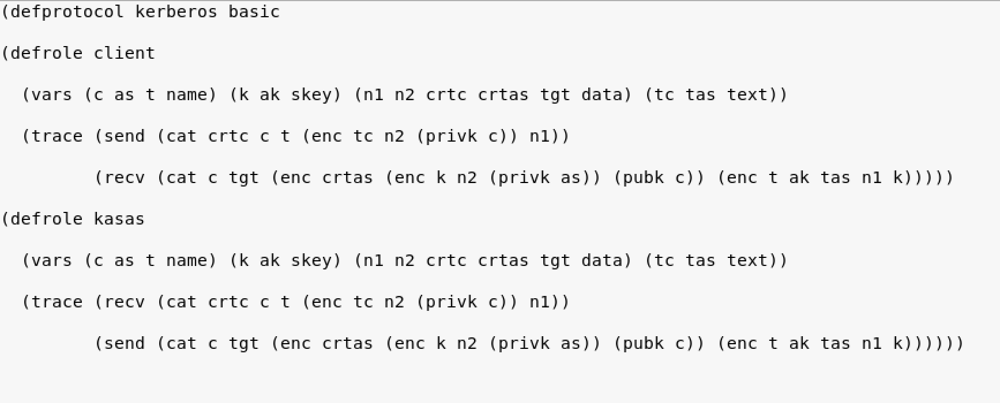 (defprotocol kerberos basic
(defrole client
(vars (c as t name) (k ak skey) (n1 n2 crtc crtas tgt data) (tc tas text))
(trace (send (cat crtc c t (enc tc n2 (privk c)) n1))
(recv (cat c tgt (enc crtas (enc k n2 (privk as)) (pubk c)) (enc t ak tas n1 k)))))
(defrole kasas
(vars (c as t name) (k ak skey) (n1 n2 crtc crtas tgt data) (tc tas text))
(trace (recv (cat crtc c t (enc tc n2 (privk c)) n1))
(send (cat c tgt (enc crtas (enc k n2 (privk as)) (pubk c)) (enc t ak tas n1 k))))))